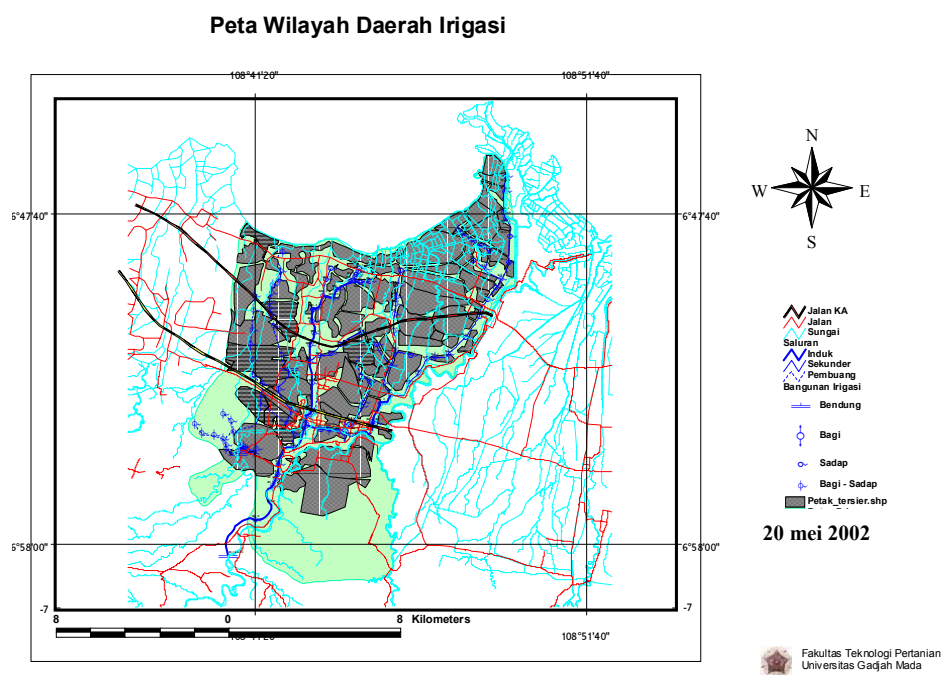 Peta Wilayah Daerah Irigasi
108°41'20"
108°51'40"
N
W
E
S
6°47'40"
6°47'40"
Jalan KA
Jalan
Sungai
Saluran
Induk
Sekunder
Pembuang
Bangunan Irigasi
Bendung
Bagi
Sadap
Bagi - Sadap
Petak_tersier.shp
20 mei 2002
6°58'00"
6°58'00"
-7
-7
8
0
8
Kilometers
108°51'40"
Fakultas Teknologi Pertanian
Universitas Gadjah Mada